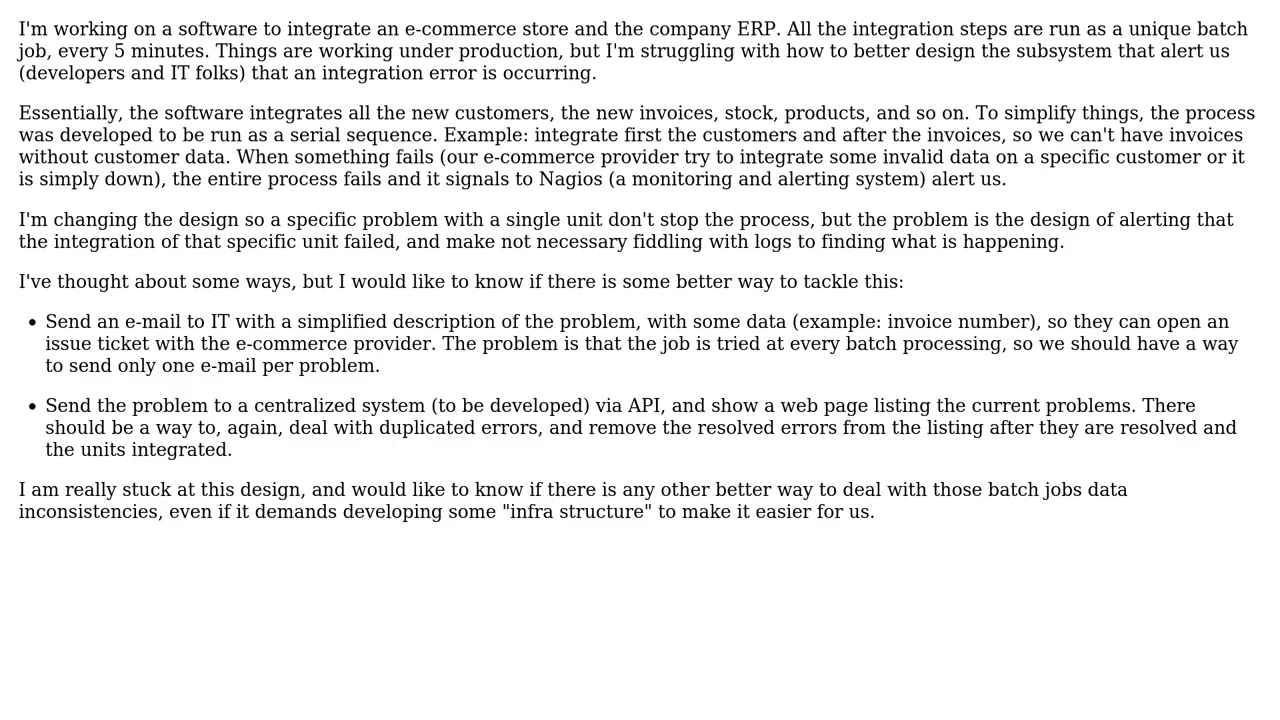 I'm working on a software to integrate an e-commerce store and the company ERP. All the integration steps are run as a unique batch
job, every 5 minutes. Things are working under production, but I'm struggling with how to better design the subsystem that alert us
(developers and IT folks) that an integration error is occurring.
Essentially, the software integrates all the new customers, the new invoices, stock, products, and so on. To simplify things, the process
was developed to be run as a serial sequence. Example: integrate first the customers and after the invoices, so we can't have invoices
without customer data. When something fails (our e-commerce provider try to integrate some invalid data on a specific customer or it
is simply down), the entire process fails and it signals to Nagios (a monitoring and alerting system) alert us.
I'm changing the design so a specific problem with a single unit don't stop the process, but the problem is the design of alerting that
the integration of that specific unit failed, and make not necessary fiddling with logs to finding what is happening.
I've thought about some ways, but I would like to know if there is some better way to tackle this:
• Send an e-mail to IT with a simplified description of the problem, with some data (example: invoice number), so they can open an
issue ticket with the e-commerce provider. The problem is that the job is tried at every batch processing, so we should have a way
to send only one e-mail per problem.
• Send the problem to a centralized system (to be developed) via API, and show a web page listing the current problems. There
should be a way to, again, deal with duplicated errors, and remove the resolved errors from the listing after they are resolved and
the units integrated.
I am really stuck at this design, and would like to know if there is any other better way to deal with those batch jobs data
inconsistencies, even if it demands developing some "infra structure" to make it easier for us.